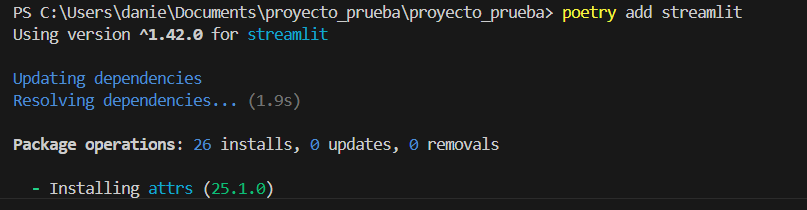 PS C:\Users\danie\Documents\proyecto_prueba\proyecto_prueba> poetry add streamlit
Using version ^1.42.0 for streamlit
Updating dependencies
Resolving dependencies... (1.9s)
Package operations: 26 installs, 0 updates, 0 removals
- Installing attrs (25.1.0)